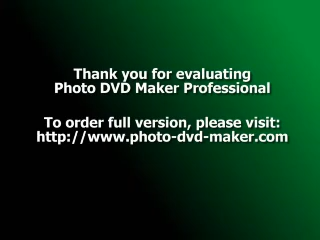 Thank you for evaluating
Photo DVD Maker Professional
To order full version, please visit:
http://www.photo-dvd-maker.com